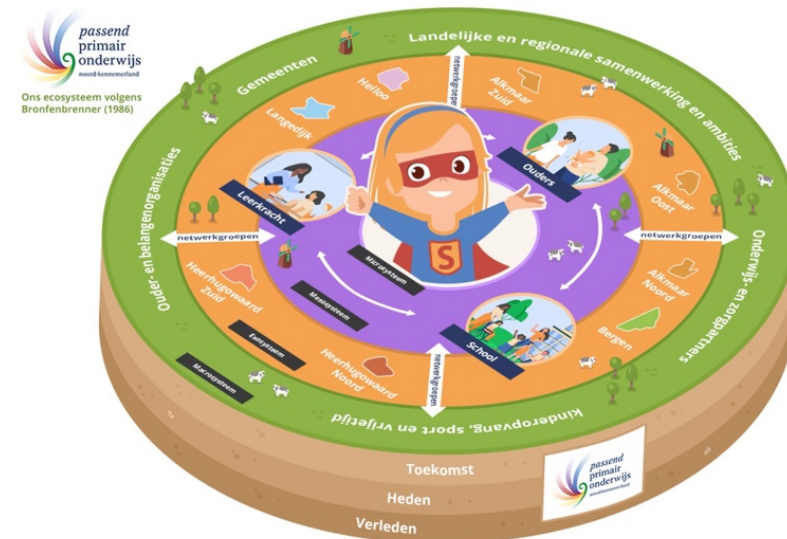 passend
primair
onderwijs
noord-kennemerland
Ons ecosysteem volgens
Bronfenbrenner (1986)
Landelijke en regionale samenwerking en ambities
Gemeenten
Ouder- en belangenorganisaties
Onderwijs- en zorgpartners
Kinderopvang, sport en vrijetijd
netwerkgroepen
netwerkgroepen
netwerkgroepen
netwerkgroepen
Heiloo
Alkmaar
Zuid
Langedijk
Alkmaar
Oost
Alkmaar
Noord
Bergen
Heerhugowaard
Zuid
Heerhugowaard
Noord
Leerkracht
Ouders
School
S
Microsysteem
Mesosysteem
Exosysteem
Macrosysteem
Toekomst
Heden
Verleden
passend
primair
onderwijs
noord-kennemerland